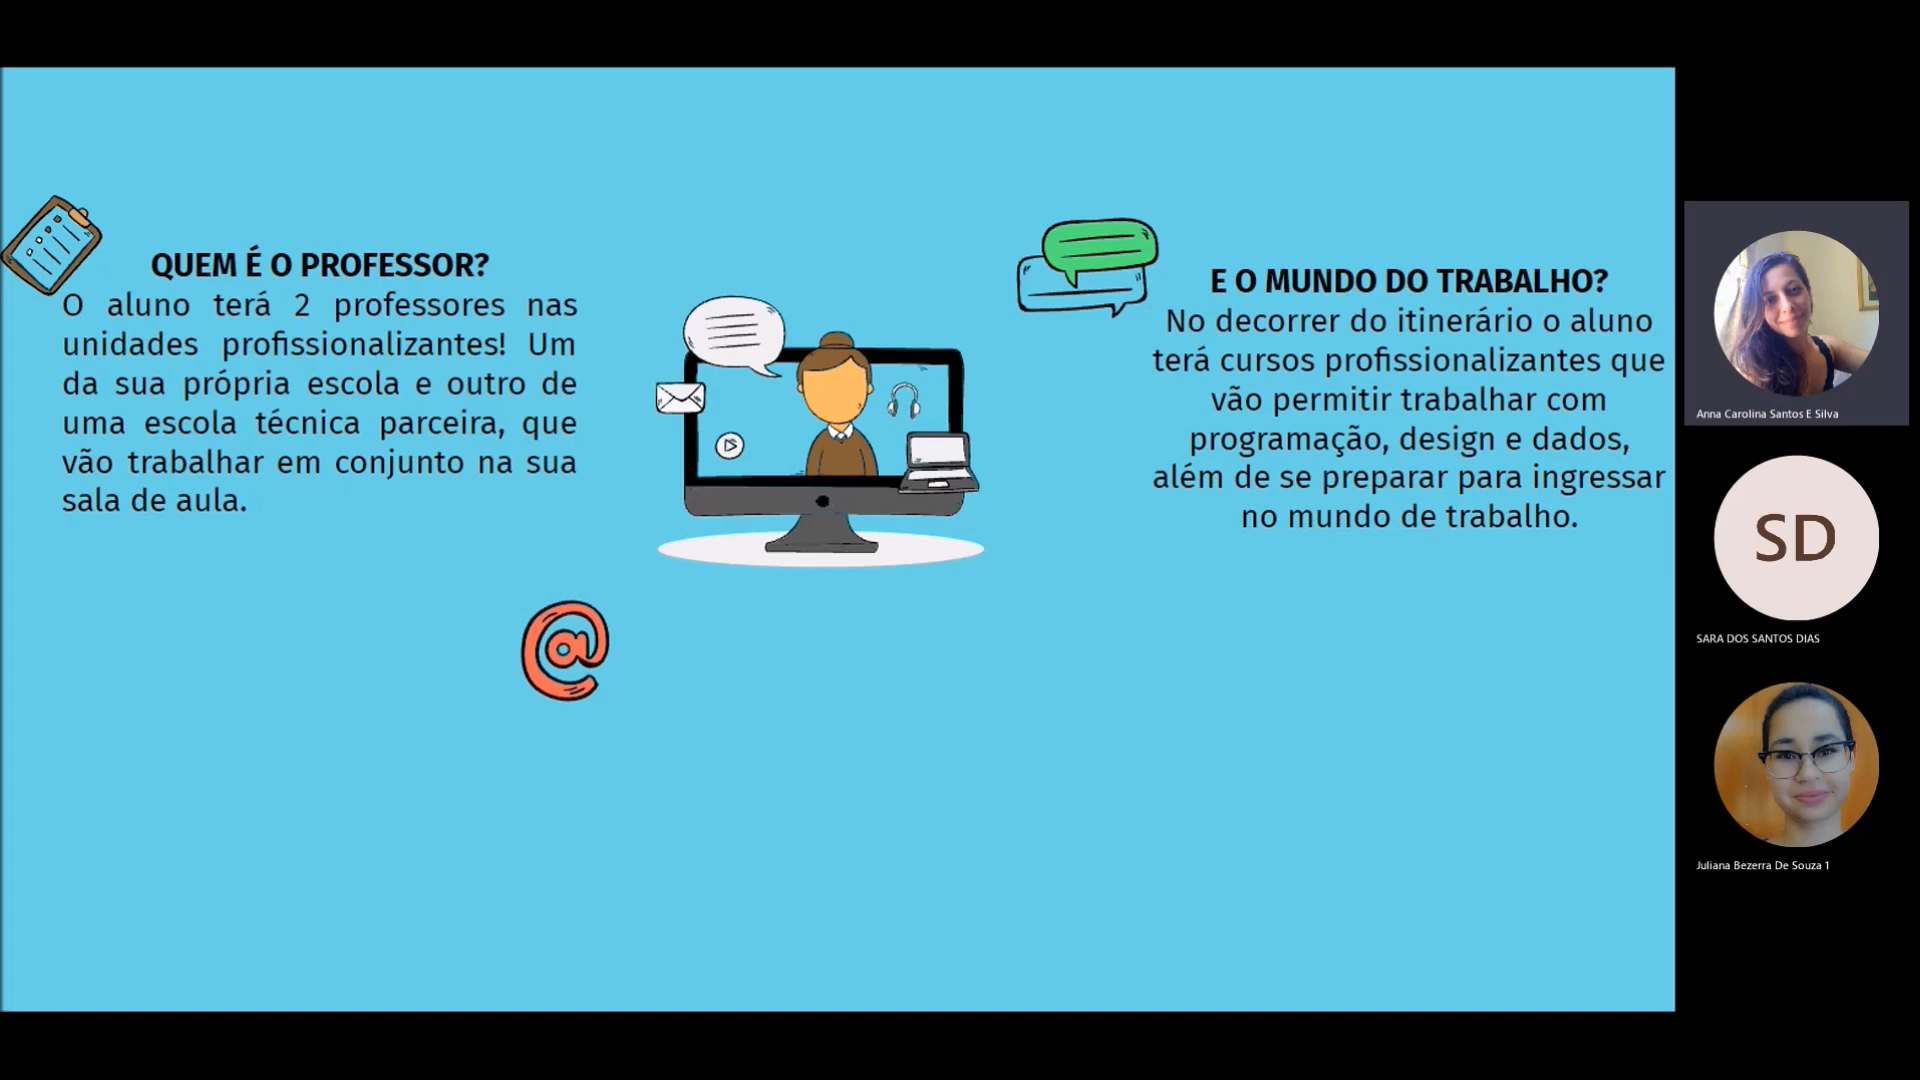 QUEM É O PROFESSOR?
O aluno terá 2 professores nas
unidades profissionalizantes! Um
da sua própria escola e outro de
uma escola técnica parceira, que
vão trabalhar em conjunto na sua
sala de aula.
@
E O MUNDO DO TRABALHO?
No decorrer do itinerário o aluno
terá cursos profissionalizantes que
vão permitir trabalhar com
programação, design e dados,
além de se preparar para ingressar
no mundo de trabalho.
Anna Carolina Santos E Silva
SD
SARA DOS SANTOS DIAS
Juliana Bezerra De Souza 1